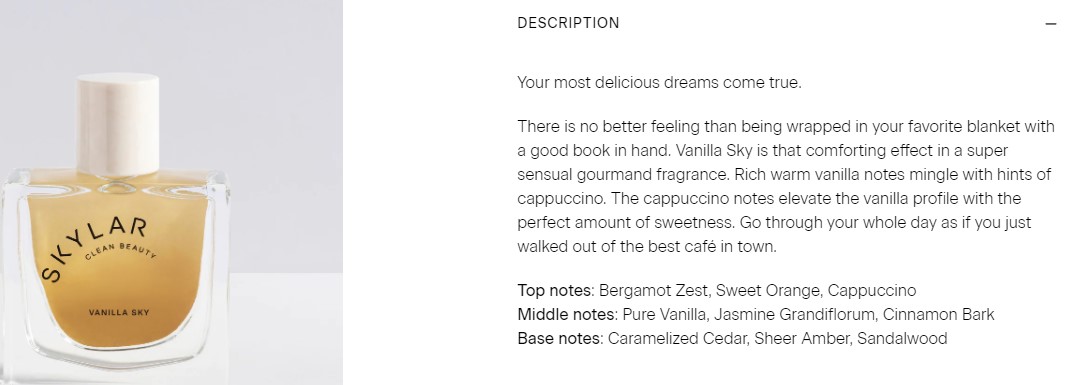 SKYLAR
CLEAN BEAUTY
VANILLA SKY
DESCRIPTION
Your most delicious dreams come true.
There is no better feeling than being wrapped in your favorite blanket with
a good book in hand. Vanilla Sky is that comforting effect in a super
sensual gourmand fragrance. Rich warm vanilla notes mingle with hints of
cappuccino. The cappuccino notes elevate the vanilla profile with the
perfect amount of sweetness. Go through your whole day as if you just
walked out of the best café in town.
Top notes: Bergamot Zest, Sweet Orange, Cappuccino
Middle notes: Pure Vanilla, Jasmine Grandiflorum, Cinnamon Bark
Base notes: Caramelized Cedar, Sheer Amber, Sandalwood